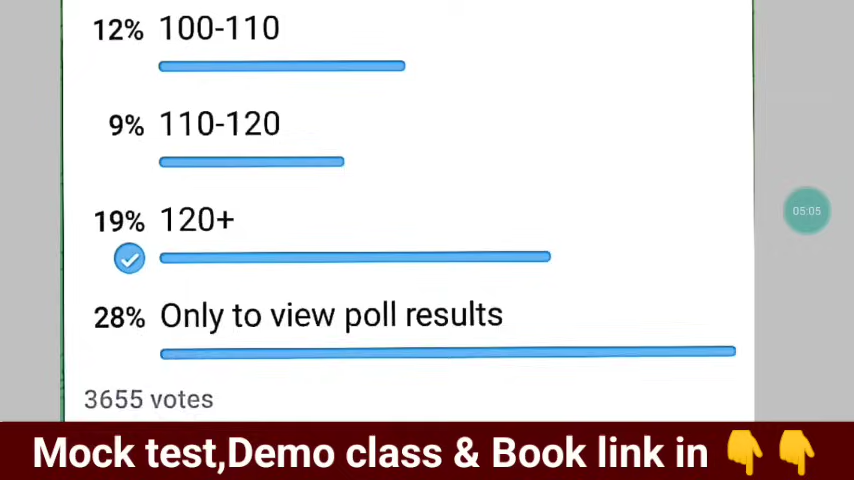 12% 100-110
9% 110-120
19% 120+
28% Only to view poll results
3655 votes
05:05
Mock test,Demo class & Book link in 👇👇